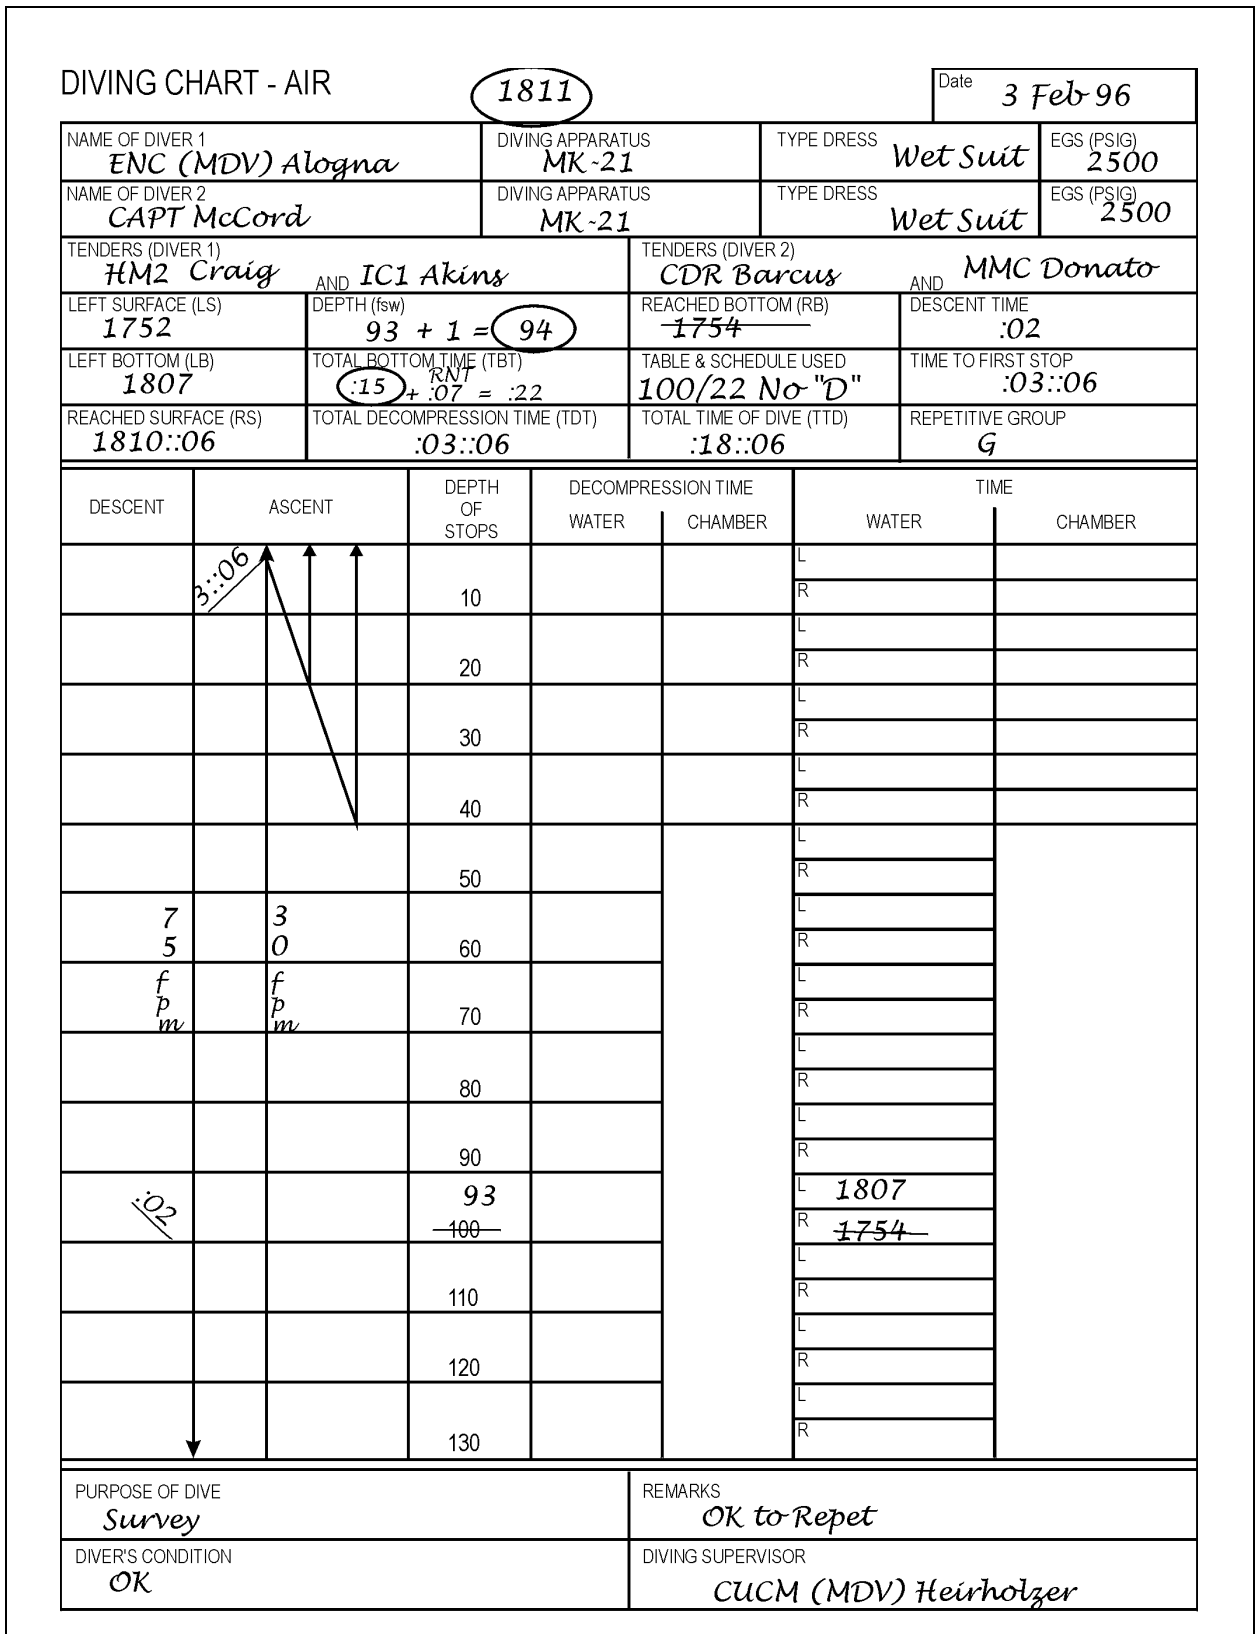 DIVING CHART - AIR 1811 Date 3 Feb 96
NAME OF DIVER 1 DIVING APPARATUS TYPE DRESS EGS (PSIG)
ENC (MDV) Alogna MK-21 Wet Suit 2500
NAME OF DIVER 2 DIVING APPARATUS TYPE DRESS EGS (PSIG)
CAPT McCord MK-21 Wet Suit 2500
TENDERS (DIVER 1) TENDERS (DIVER 2)
HM2 Craig AND IC1 Akins CDR Barcus AND MMC Donato
LEFT SURFACE (LS) DEPTH (fsw) REACHED BOTTOM (RB) DESCENT TIME
1752 93 + 1 = 94 1754 :02
LEFT BOTTOM (LB) TOTAL BOTTOM TIME (TBT) TABLE & SCHEDULE USED TIME TO FIRST STOP
RNT
1807 :15 + :07 = :22 100/22 No "D" :03::06
REACHED SURFACE (RS) TOTAL DECOMPRESSION TIME (TDT) TOTAL TIME OF DIVE (TTD) REPETITIVE GROUP
1810::06 :03::06 :18::06 G
DESCENT ASCENT DEPTH OF STOPS DECOMPRESSION TIME TIME
WATER CHAMBER WATER CHAMBER
3::06 L
10 R
L
20 R
L
30 R
L
40 R
L
50 R
7 3 L
5 0 60 R
f f L
p p
m m 70 R
L
80 R
L
90 R
:02 93 L 1807
100 R 1754
L
110 R
L
120 R
L
130 R
PURPOSE OF DIVE REMARKS
Survey OK to Repet
DIVER'S CONDITION DIVING SUPERVISOR
OK CUCM (MDV) Heirholzer